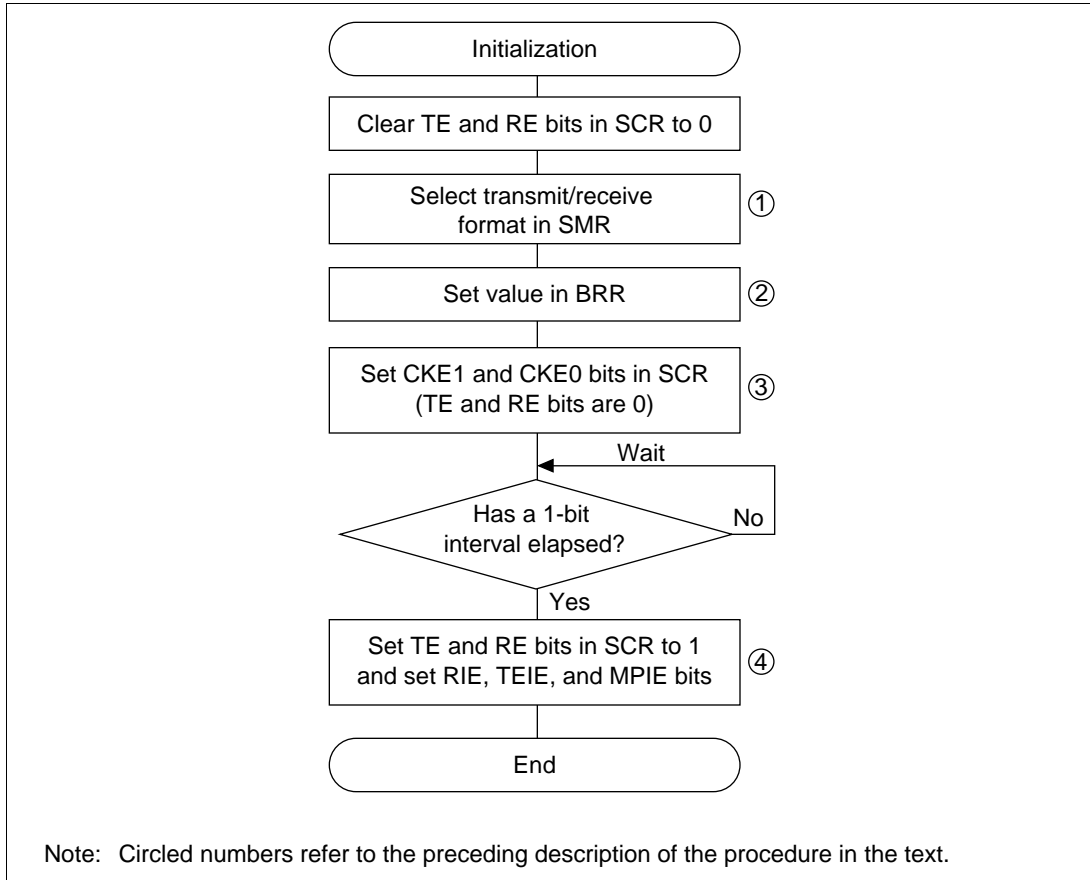 Initialization
Clear TE and RE bits in SCR to 0
Select transmit/receive
format in SMR
①
Set value in BRR
②
Set CKE1 and CKE0 bits in SCR
(TE and RE bits are 0)
③
Wait
Has a 1-bit
interval elapsed?
No
Yes
Set TE and RE bits in SCR to 1
and set RIE, TEIE, and MPIE bits
④
End
Note: Circled numbers refer to the preceding description of the procedure in the text.